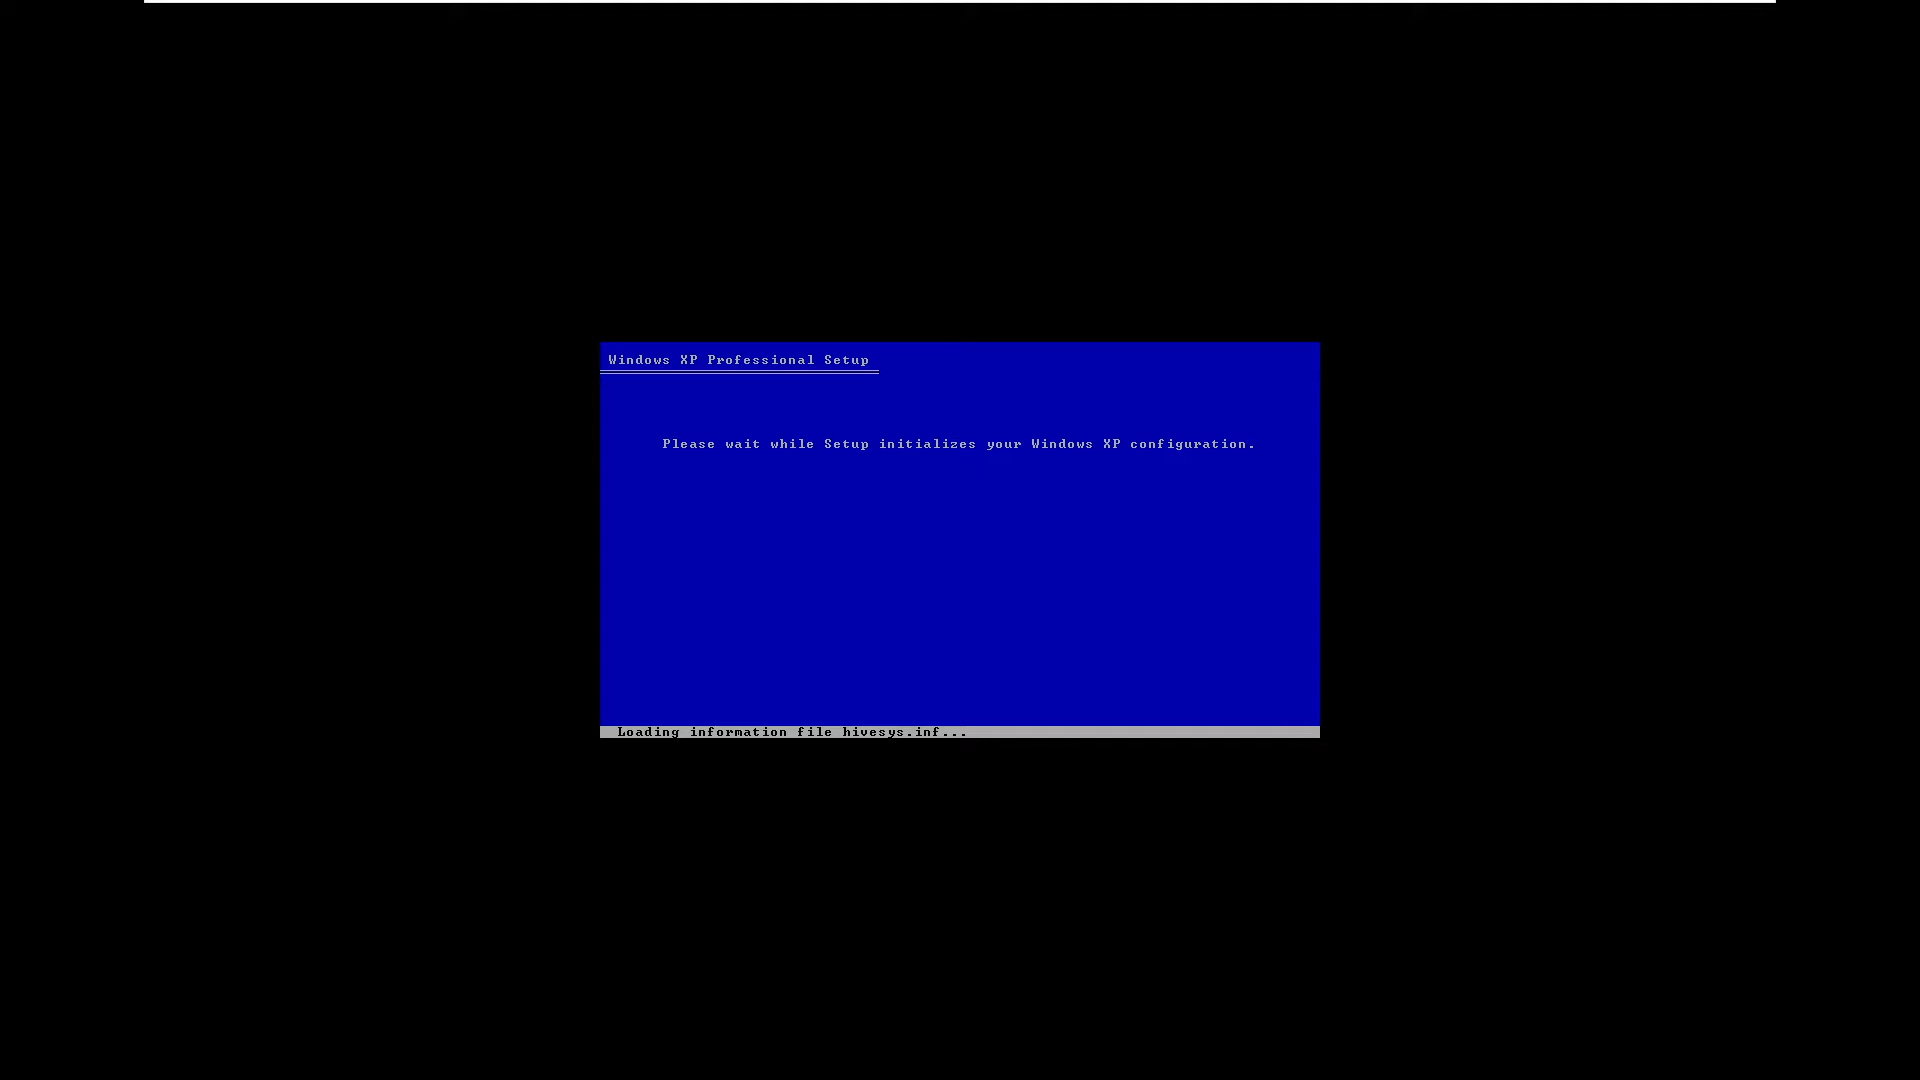 Windows XP Professional Setup
Please wait while Setup initializes your Windows XP configuration.
Loading information file hivesys.inf...